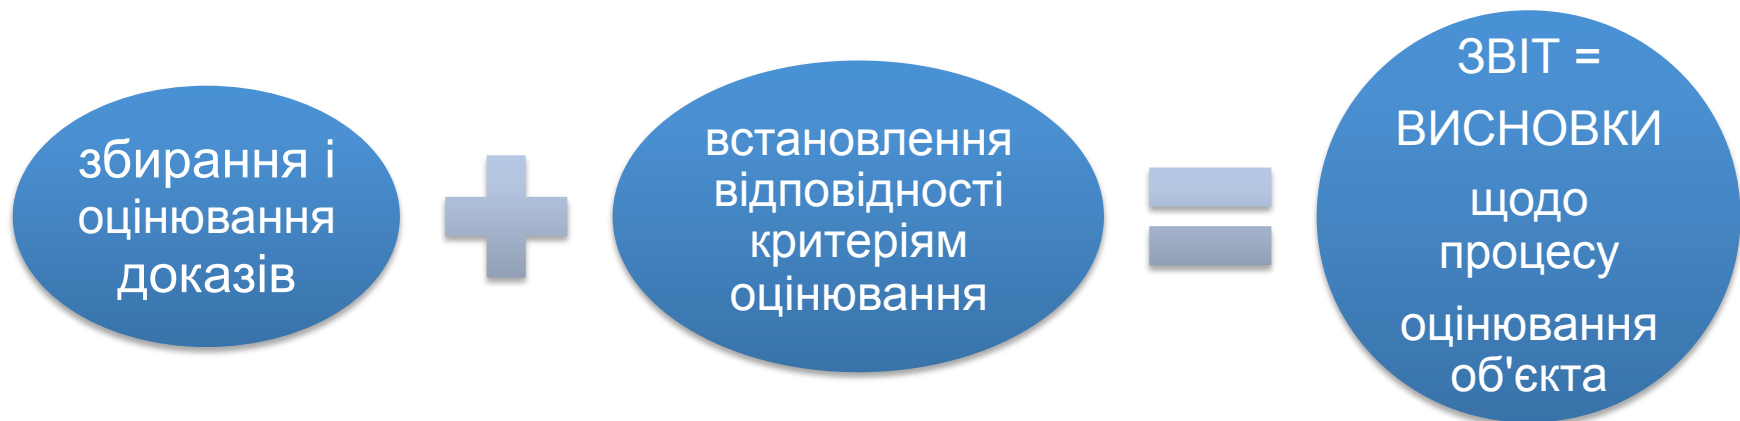 збирання і
оцінювання
доказів
встановлення
відповідності
критеріям
оцінювання
ЗВІТ =
ВИСНОВКИ
щодо
процесу
оцінювання
об'єкта